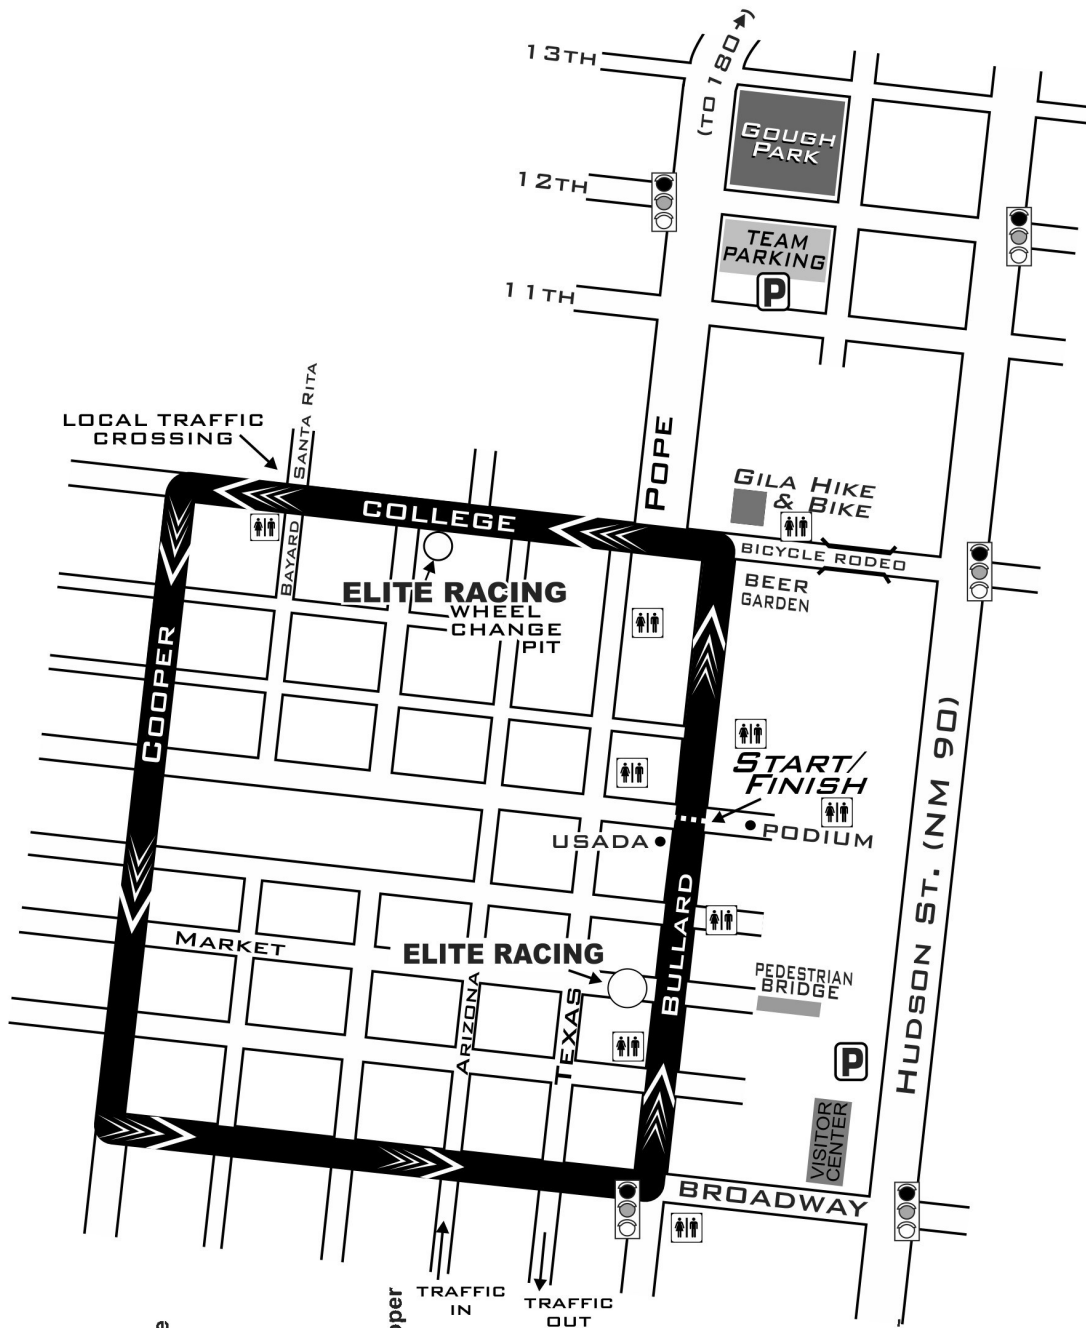 13TH
(TO 180
GOUGH
PARK
12TH
TEAM
PARKING
P
11TH
SANTA RITA
LOCAL TRAFFIC
CROSSING
POPE
GILA HIKE
& BIKE
COLLEGE
BICYCLE RODEO
BAYARD
BEER
GARDEN
ELITE RACING
WHEEL
CHANGE
PIT
COOPER
HUDSON ST. (NM 90)
START/
FINISH
USADA
PODIUM
BULLARD
MARKET
ELITE RACING
PEDESTRIAN
BRIDGE
ARIZONA
TEXAS
P
VISITOR
CENTER
BROADWAY
TRAFFIC
IN
TRAFFIC
OUT
oper
e